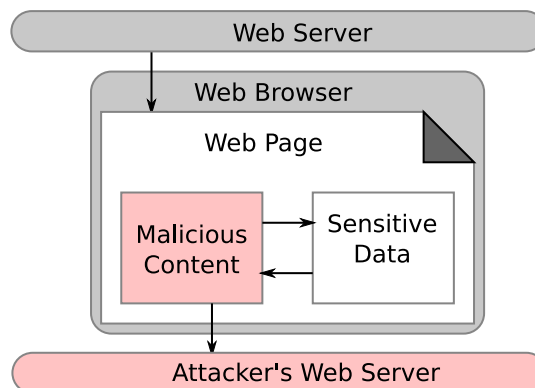 Web Server
Web Browser
Web Page
Malicious
Content
Sensitive
Data
Attacker's Web Server